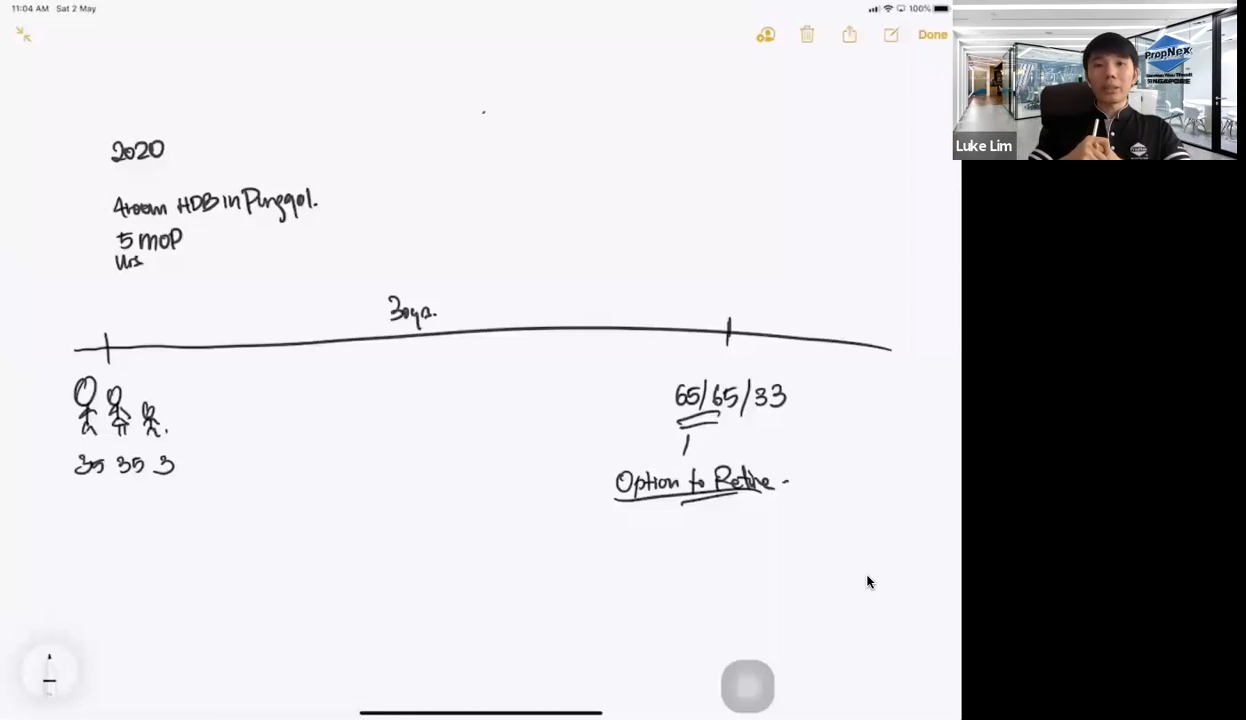 11:04 AM Sat 2 May
100%
Done
PropNex
SINGAPORE
Luke Lim
2020
4room HDB in Punggol.
5 MOP
Yrs
30yrs.
65/65/33
35 35 3
Option to Retire